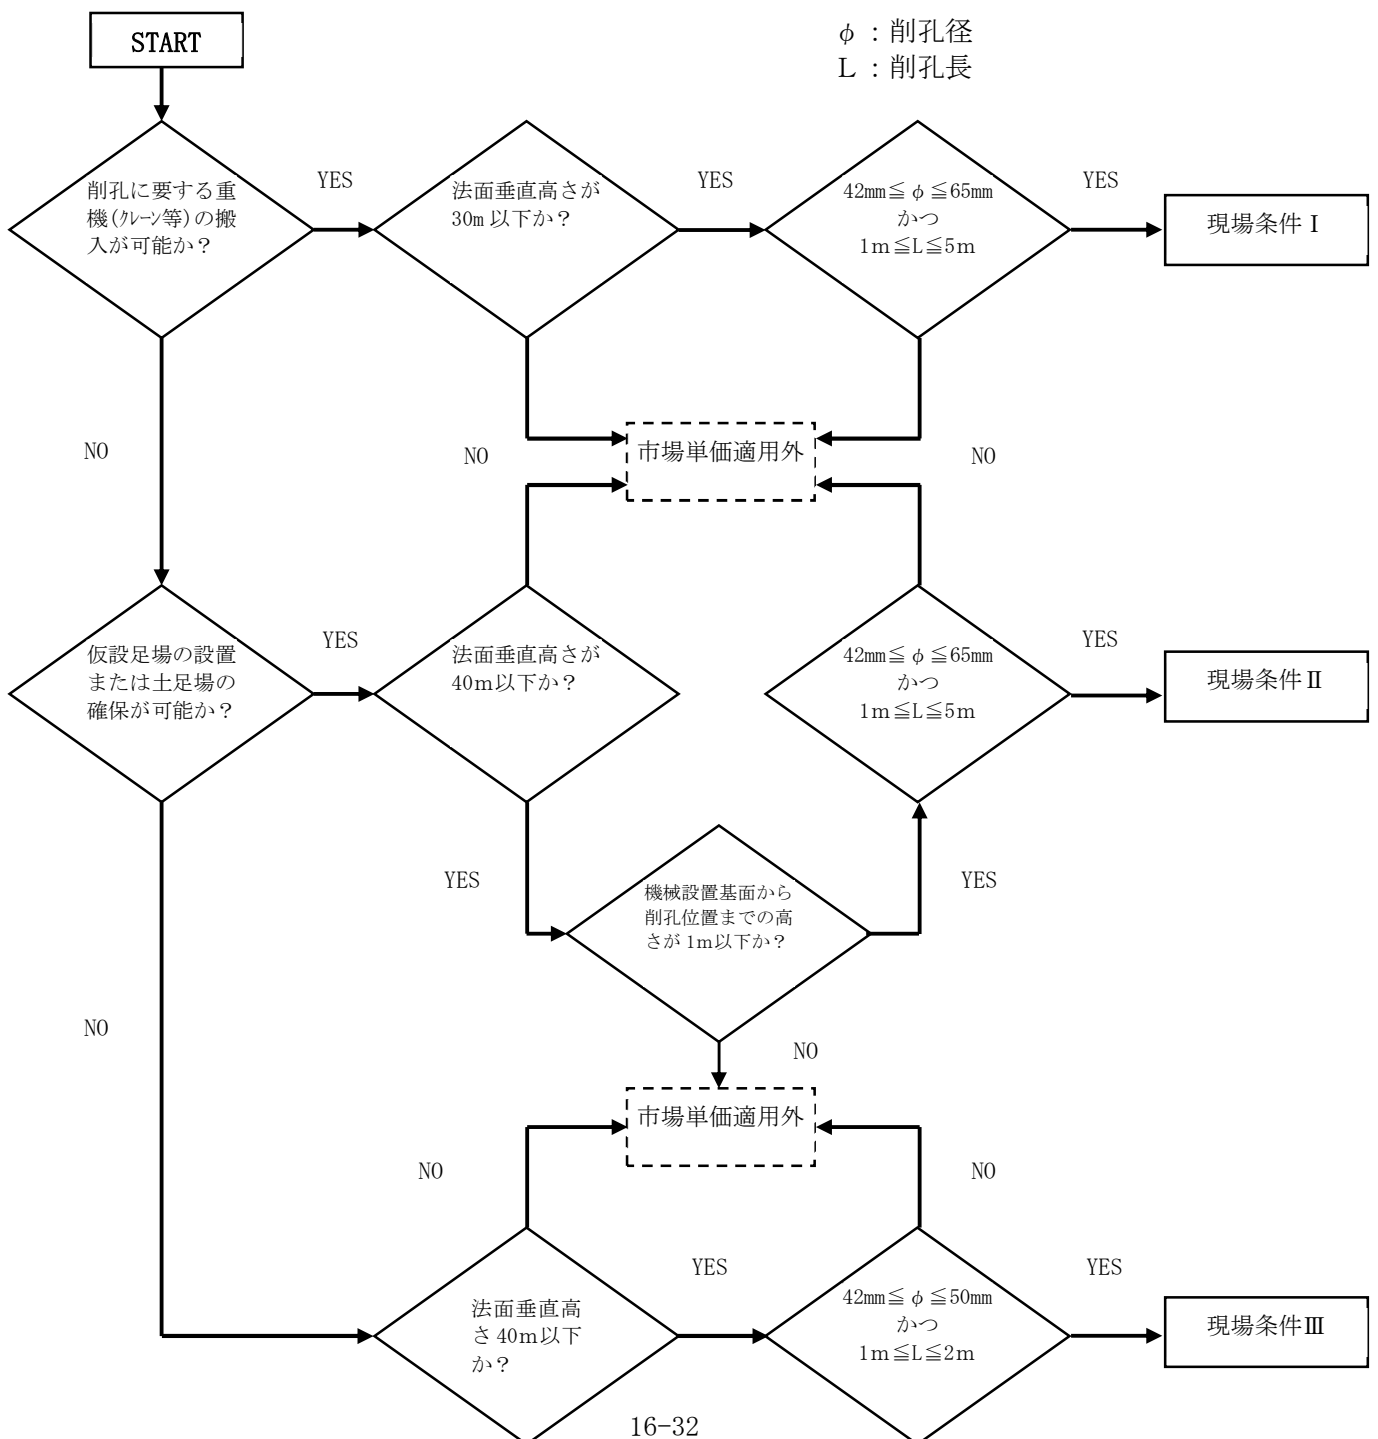 START
φ：削孔径
L：削孔長
削孔に要する重
機(ｸﾚｰﾝ等)の搬
入が可能か？
YES
法面垂直高さが
30m 以下か？
YES
42mm≦φ≦65mm
かつ
1m≦L≦5m
YES
現場条件Ⅰ
NO
NO
市場単価適用外
NO
仮設足場の設置
または土足場の
確保が可能か？
YES
法面垂直高さが
40m以下か？
42mm≦φ≦65mm
かつ
1m≦L≦5m
YES
現場条件Ⅱ
YES
機械設置基面から
削孔位置までの高
さが 1m以下か？
YES
NO
NO
市場単価適用外
NO
NO
法面垂直高
さ 40m以下
か？
YES
42mm≦φ≦50mm
かつ
1m≦L≦2m
YES
現場条件Ⅲ
16-32